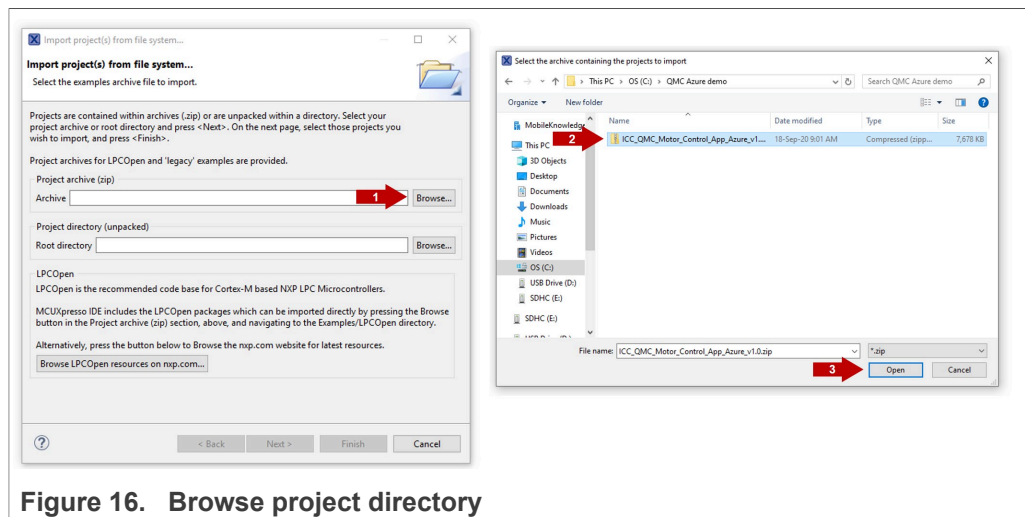 Import project(s) from file system...
Import project(s) from file system...
Select the examples archive file to import.
Projects are contained within archives (.zip) or are unpacked within a directory. Select your
project archive or root directory and press <Next>. On the next page, select those projects you
wish to import, and press <Finish>.
Project archives for LPCOpen and 'legacy' examples are provided.
Project archive (zip)
Archive
1
Browse...
Project directory (unpacked)
Root directory
Browse...
LPCOpen
LPCOpen is the recommended code base for Cortex-M based NXP LPC Microcontrollers.
MCUXpresso IDE includes the LPCOpen packages which can be imported directly by pressing the Browse
button in the Project archive (zip) section, above, and navigating to the Examples/LPCOpen directory.
Alternatively, press the button below to Browse the nxp.com website for latest resources.
Browse LPCOpen resources on nxp.com...
< Back Next > Finish Cancel
Select the archive containing the projects to import
This PC > OS (C:) > QMC Azure demo
Search QMC Azure demo
Organize New folder
Name Date modified Type Size
MobileKnowledge
2
ICC_QMC_Motor_Control_App_Azure_v1.... 18-Sep-20 9:01 AM Compressed (zipp... 7,678 KB
This PC
3D Objects
Desktop
Documents
Downloads
Music
Pictures
Videos
OS (C:)
USB Drive (D:)
SDHC (E:)
SDHC (E:)
File name: ICC_QMC_Motor_Control_App_Azure_v1.0.zip *.zip
3
Open Cancel
Figure 16. Browse project directory